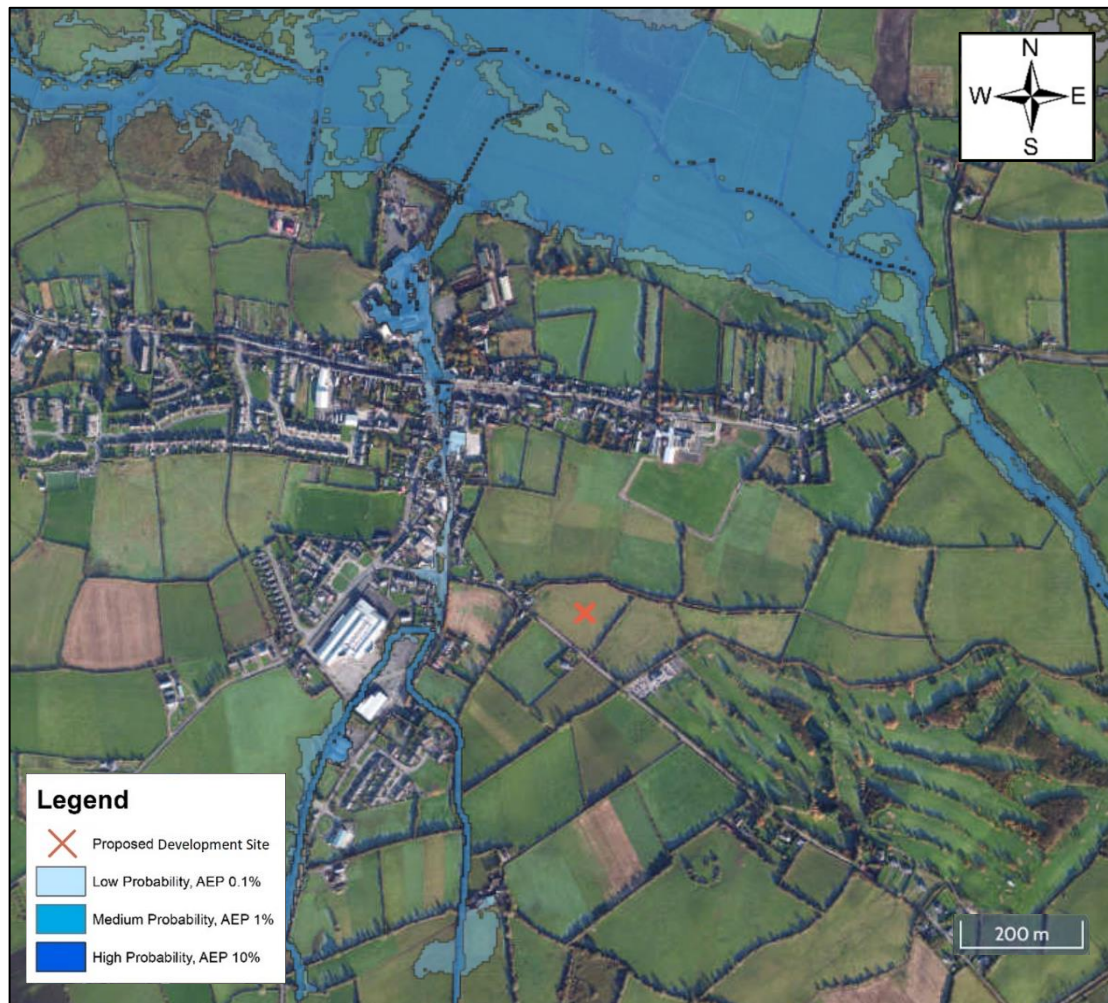 N
W E
S
Legend
Proposed Development Site
Low Probability, AEP 0.1%
Medium Probability, AEP 1%
High Probability, AEP 10%
200 m